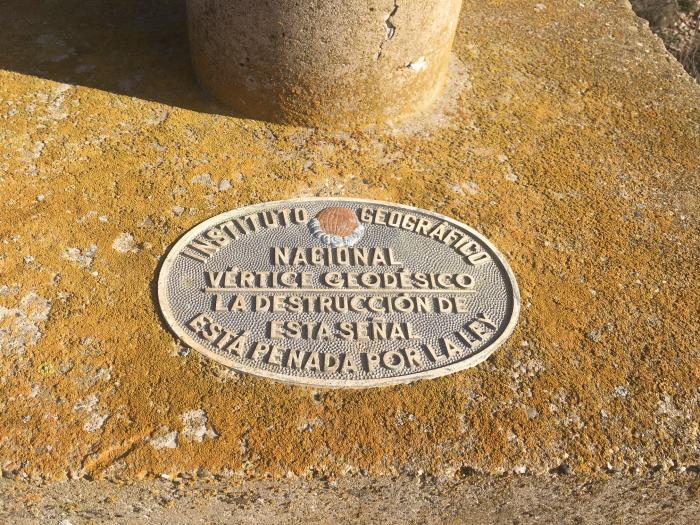 INSTITUTO GEOGRÁFICO
NACIONAL
VÉRTICE GEODÉSICO
LA DESTRUCCIÓN DE
ESTA SEÑAL
ESTÁ PENADA POR LA LEY